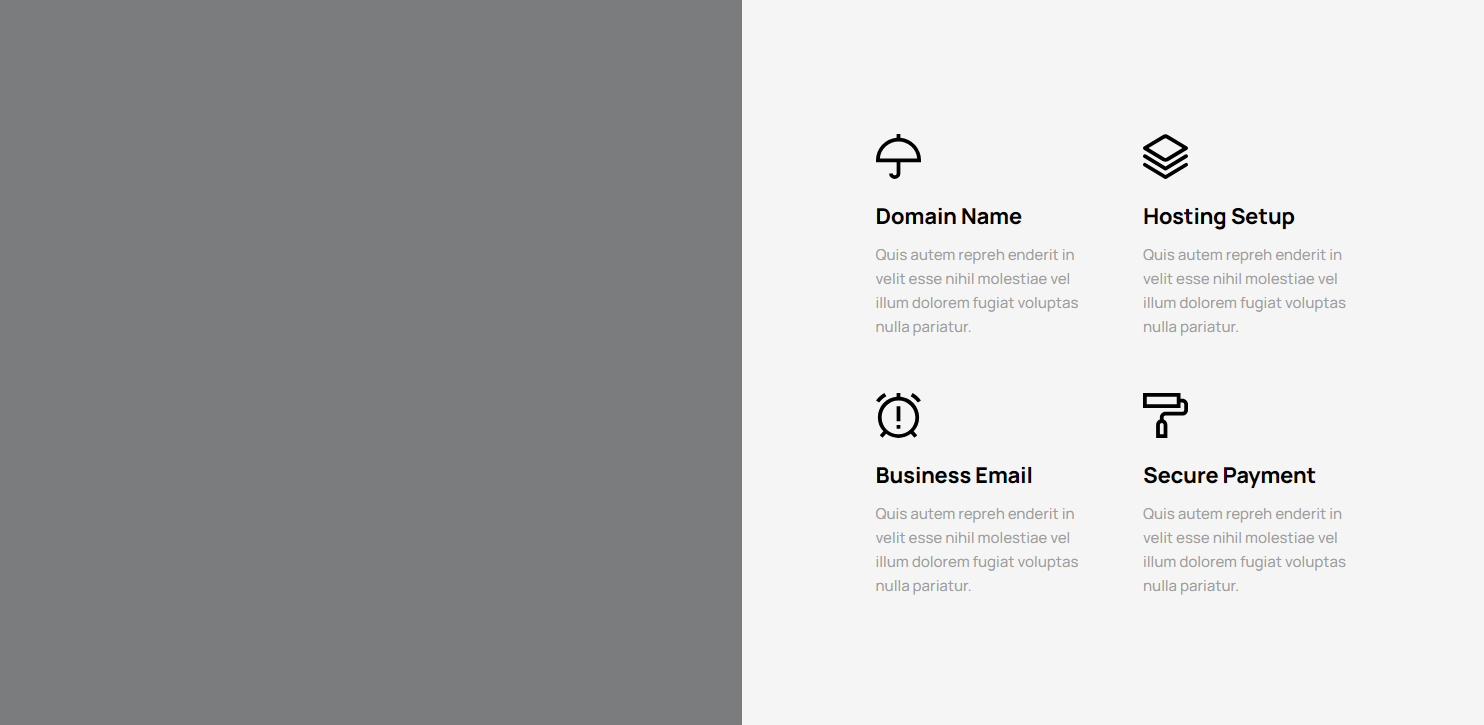 Domain Name
Quis autem repreh enderit in
velit esse nihil molestiae vel
illum dolorem fugiat voluptas
nulla pariatur.
Hosting Setup
Quis autem repreh enderit in
velit esse nihil molestiae vel
illum dolorem fugiat voluptas
nulla pariatur.
Business Email
Quis autem repreh enderit in
velit esse nihil molestiae vel
illum dolorem fugiat voluptas
nulla pariatur.
Secure Payment
Quis autem repreh enderit in
velit esse nihil molestiae vel
illum dolorem fugiat voluptas
nulla pariatur.